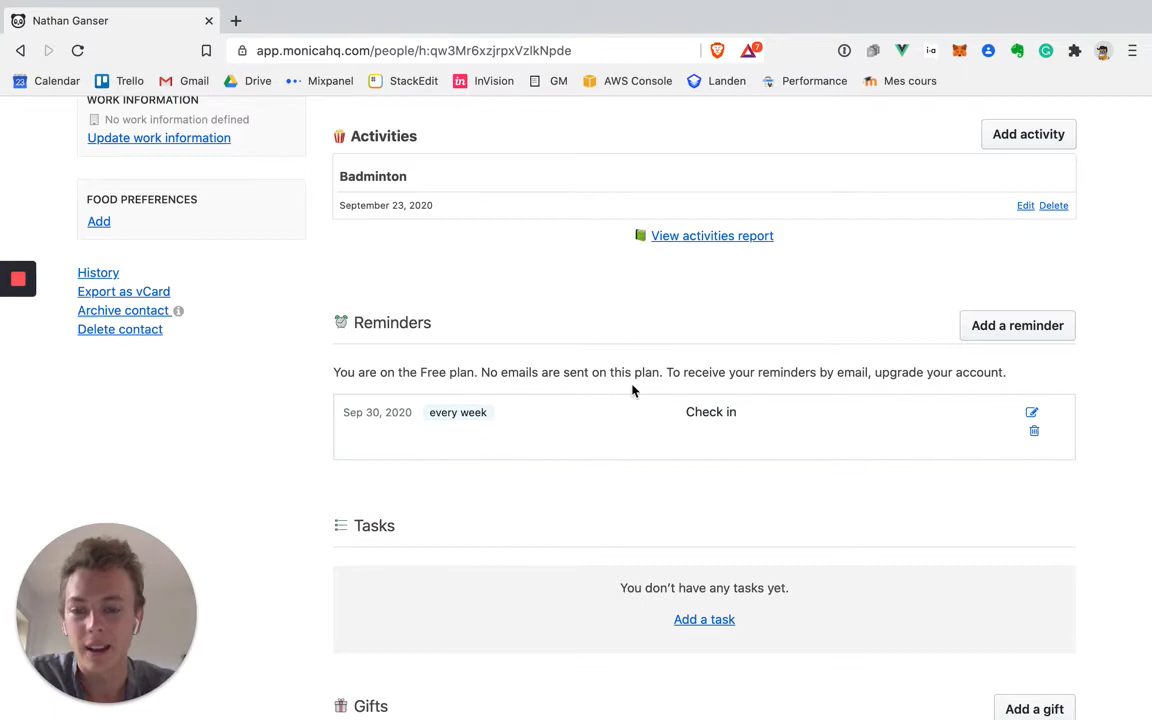 Nathan Ganser
app.monicahq.com/people/h:qw3Mr6xzjrpxVzlkNpde
7
23 Calendar Trello Gmail Drive Mixpanel StackEdit in InVision GM AWS Console Landen Performance Mes cours
WORK INFORMATION
No work information defined
Update work information
FOOD PREFERENCES
Add
History
Export as vCard
Archive contact
Delete contact
Activities
Add activity
Badminton
September 23, 2020
Edit Delete
View activities report
Reminders
Add a reminder
You are on the Free plan. No emails are sent on this plan. To receive your reminders by email, upgrade your account.
Sep 30, 2020 every week Check in
Tasks
You don't have any tasks yet.
Add a task
Gifts
Add a gift